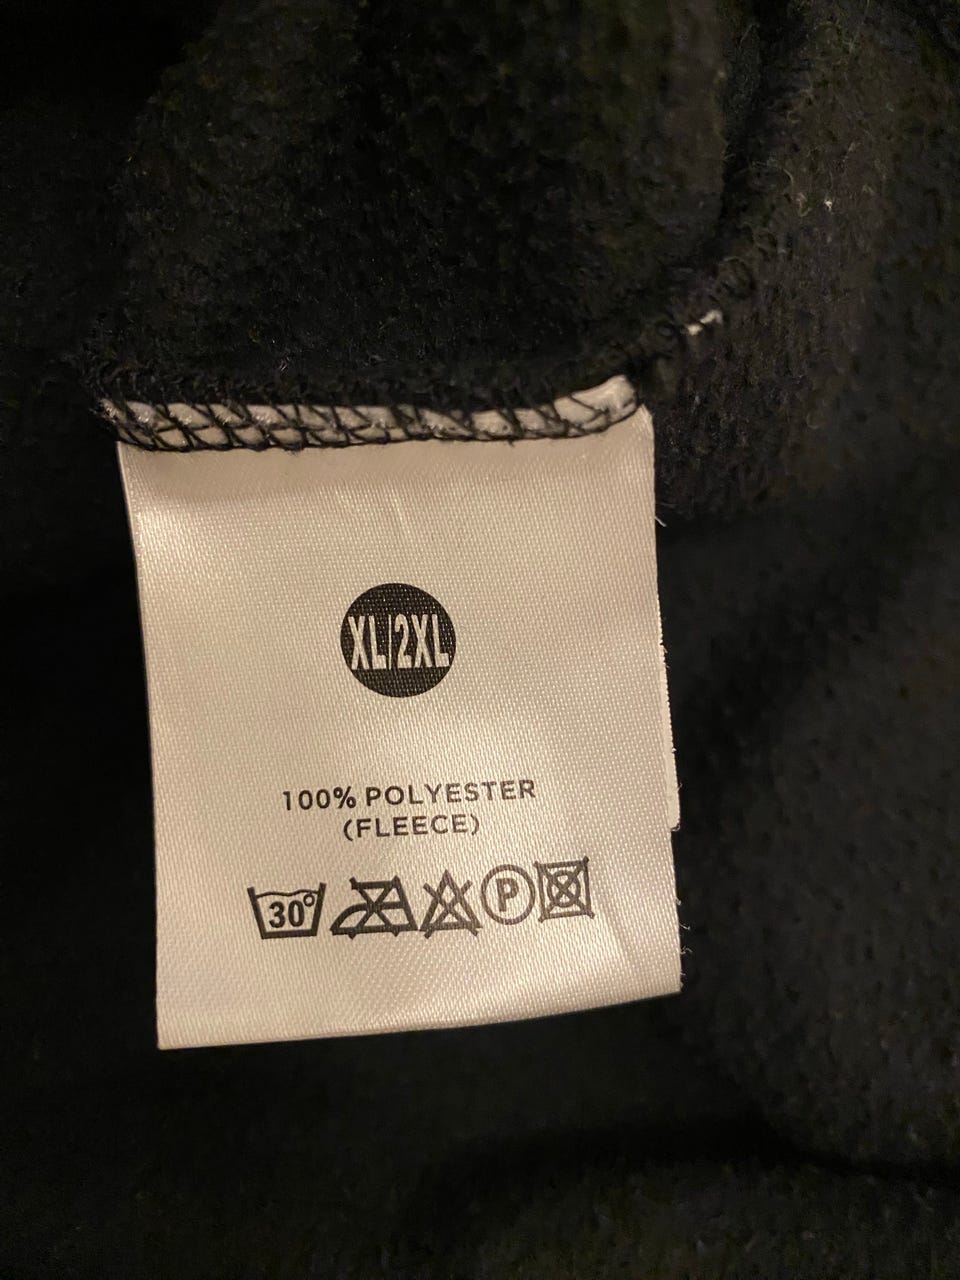 XL/2XL
100% POLYESTER
(FLEECE)
30°
P